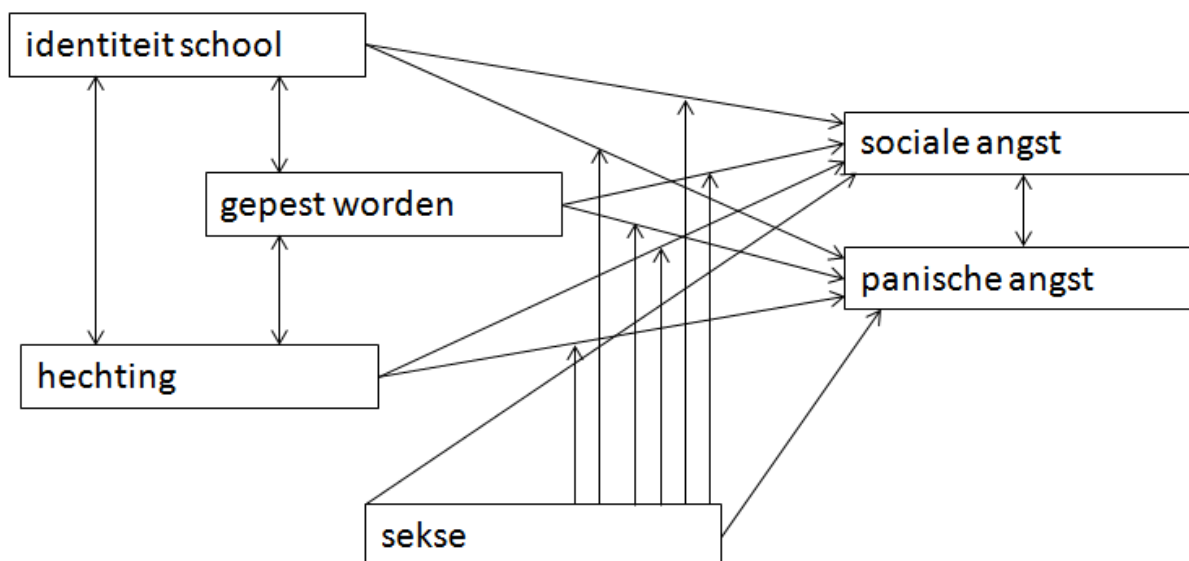 identiteit school
sociale angst
gepest worden
panische angst
hechting
sekse